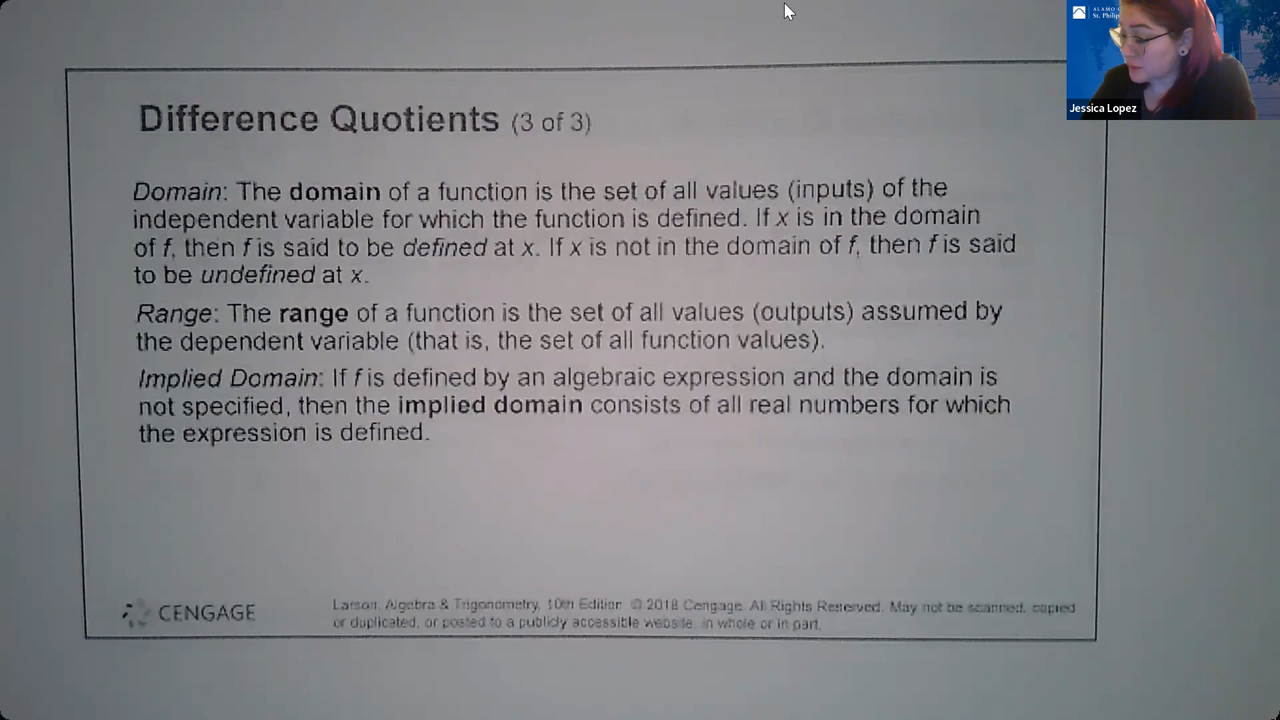 ALAMO
St. Philip
Jessica Lopez
Difference Quotients (3 of 3)
Domain: The domain of a function is the set of all values (inputs) of the
independent variable for which the function is defined. If x is in the domain
of f, then f is said to be defined at x. If x is not in the domain of f, then f is said
to be undefined at x.
Range: The range of a function is the set of all values (outputs) assumed by
the dependent variable (that is, the set of all function values).
Implied Domain: If f is defined by an algebraic expression and the domain is
not specified, then the implied domain consists of all real numbers for which
the expression is defined.
CENGAGE
Larson, Algebra & Trigonometry, 10th Edition. © 2018 Cengage. All Rights Reserved. May not be scanned, copied
or duplicated, or posted to a publicly accessible website, in whole or in part.